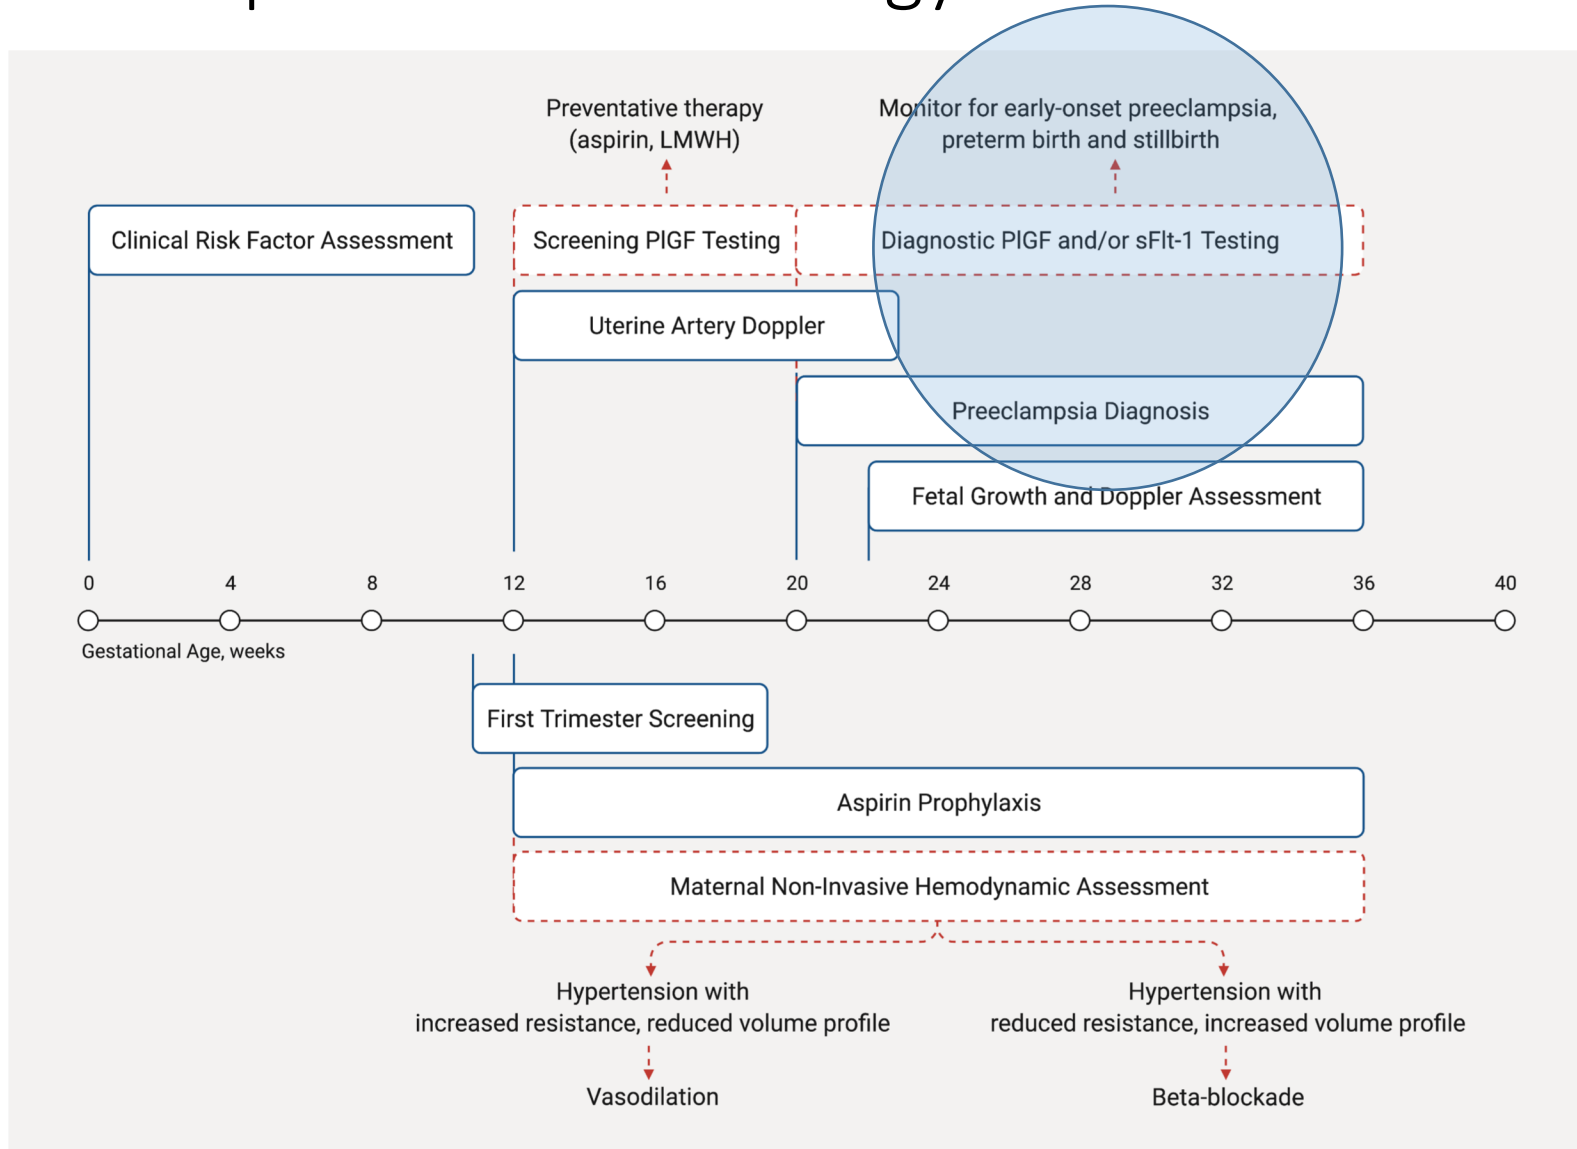 Preventative therapy
(aspirin, LMWH)
Monitor for early-onset preeclampsia,
preterm birth and stillbirth
Clinical Risk Factor Assessment
Screening PlGF Testing
Diagnostic PlGF and/or sFlt-1 Testing
Uterine Artery Doppler
Preeclampsia Diagnosis
Fetal Growth and Doppler Assessment
0 4 8 12 16 20 24 28 32 36 40
Gestational Age, weeks
First Trimester Screening
Aspirin Prophylaxis
Maternal Non-Invasive Hemodynamic Assessment
Hypertension with
increased resistance, reduced volume profile
Vasodilation
Hypertension with
reduced resistance, increased volume profile
Beta-blockade